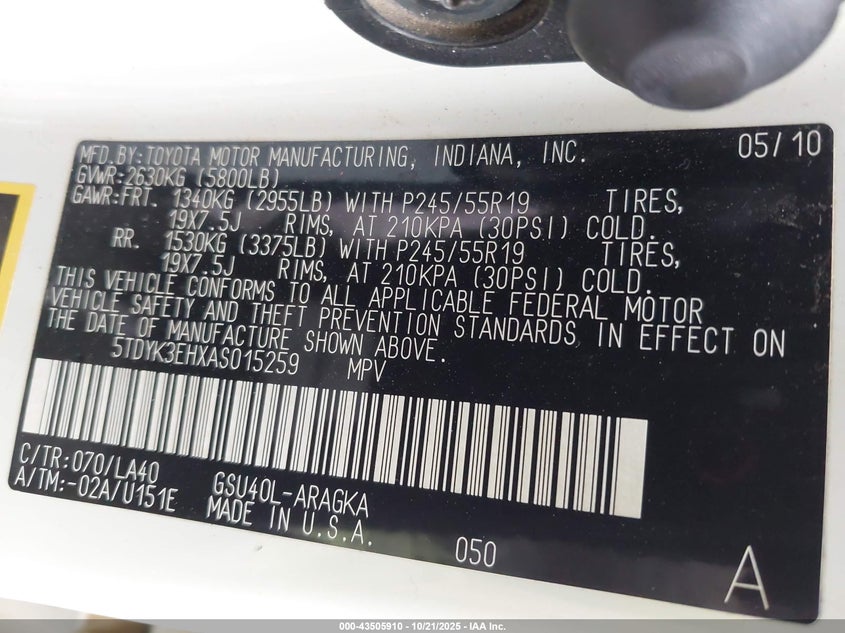 MFD.BY:TOYOTA MOTOR MANUFACTURING, INDIANA, INC. 05/10
GVWR:2630KG (5800LB)
GAWR:FRT. 1340KG (2955LB) WITH P245/55R19 TIRES,
19X7.5J RIMS, AT 210KPA (30PSI) COLD.
RR. 1530KG (3375LB) WITH P245/55R19 TIRES,
19X7.5J RIMS, AT 210KPA (30PSI) COLD.
THIS VEHICLE CONFORMS TO ALL APPLICABLE FEDERAL MOTOR
VEHICLE SAFETY AND THEFT PREVENTION STANDARDS IN EFFECT ON
THE DATE OF MANUFACTURE SHOWN ABOVE.
5TDYK3EHXAS015259 MPV
C/TR:070/LA40 GSU40L-ARAGKA
A/TM:-02A/U151E MADE IN U.S.A.
050
A
000-43505910 - 10/21/2025 - IAA Inc.